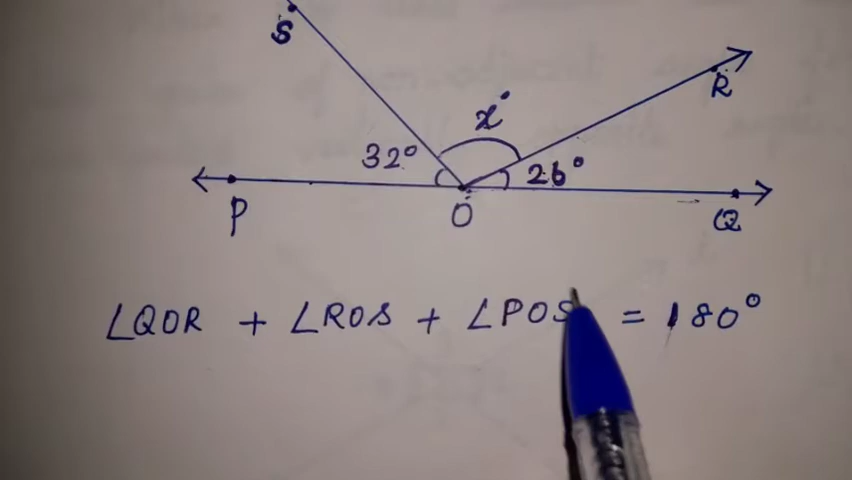 S
R
x°
32°
26°
P
O
Q
∠QOR + ∠ROS + ∠POS = 180°